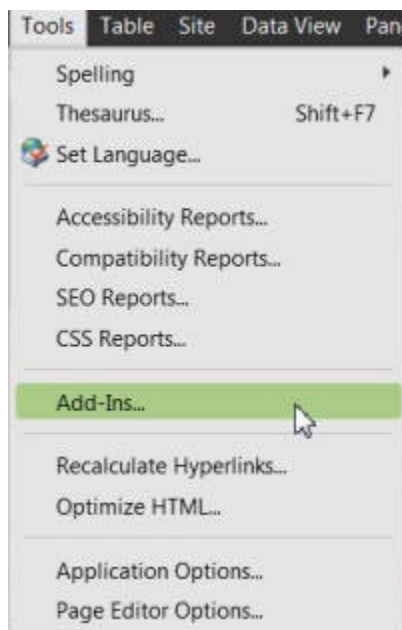 Tools Table Site Data View Pan
Spelling
Thesaurus... Shift+F7
Set Language...
Accessibility Reports...
Compatibility Reports...
SEO Reports...
CSS Reports...
Add-Ins...
Recalculate Hyperlinks...
Optimize HTML...
Application Options...
Page Editor Options...